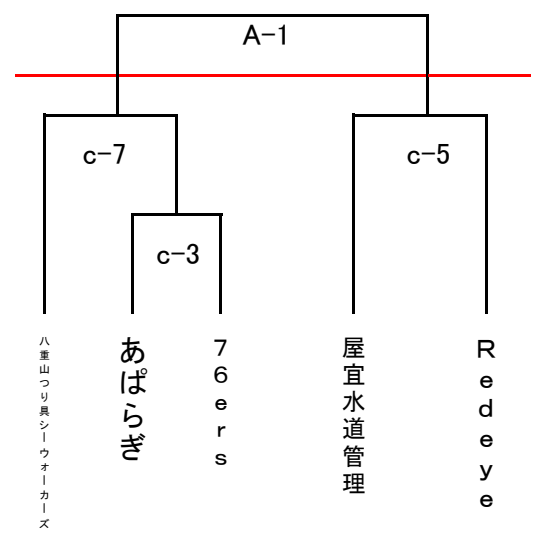 A-1
c-7
c-5
c-3
八重山つり具シーウォーカーズ
あぱらぎ
76ers
屋宜水道管理
Redeye